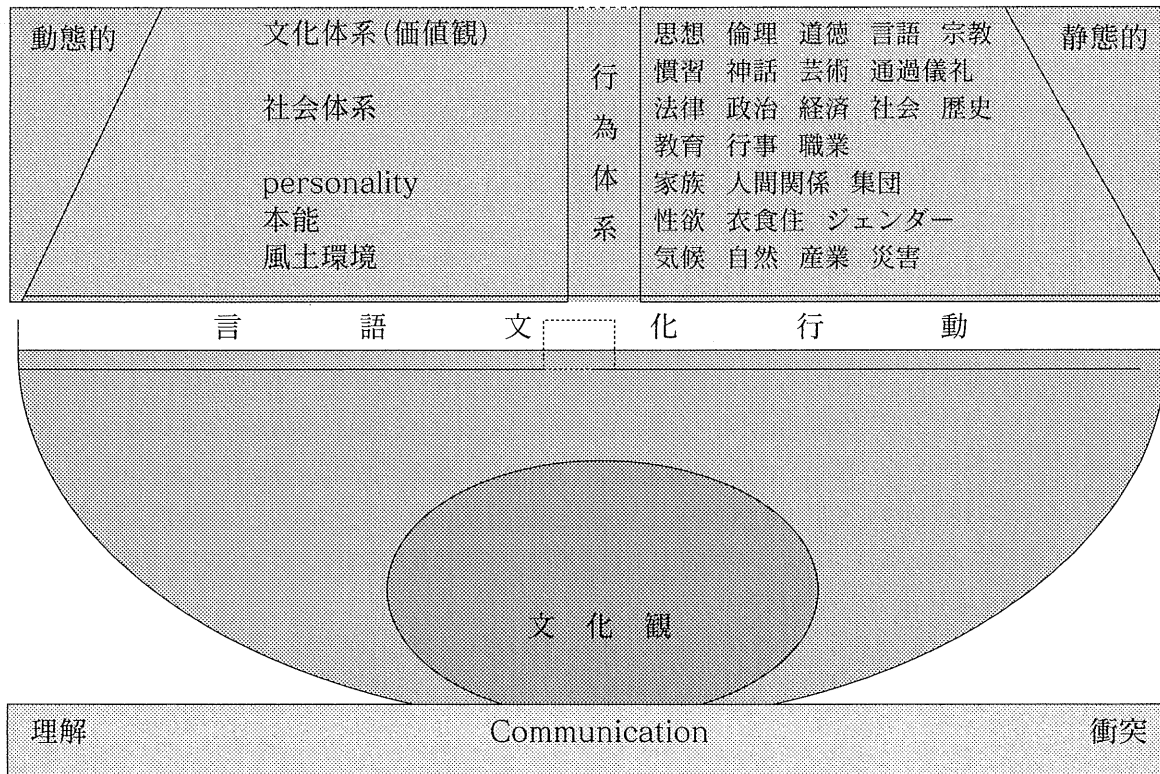 動態的
文化体系(価値観)
社会体系
personality
本能
風土環境
行為体系
思想 倫理 道徳 言語 宗教
慣習 神話 芸術 通過儀礼
法律 政治 経済 社会 歴史
教育 行事 職業
家族 人間関係 集団
性欲 衣食住 ジェンダー
気候 自然 産業 災害
静態的
言語文化行動
文化観
理解 Communication 衝突